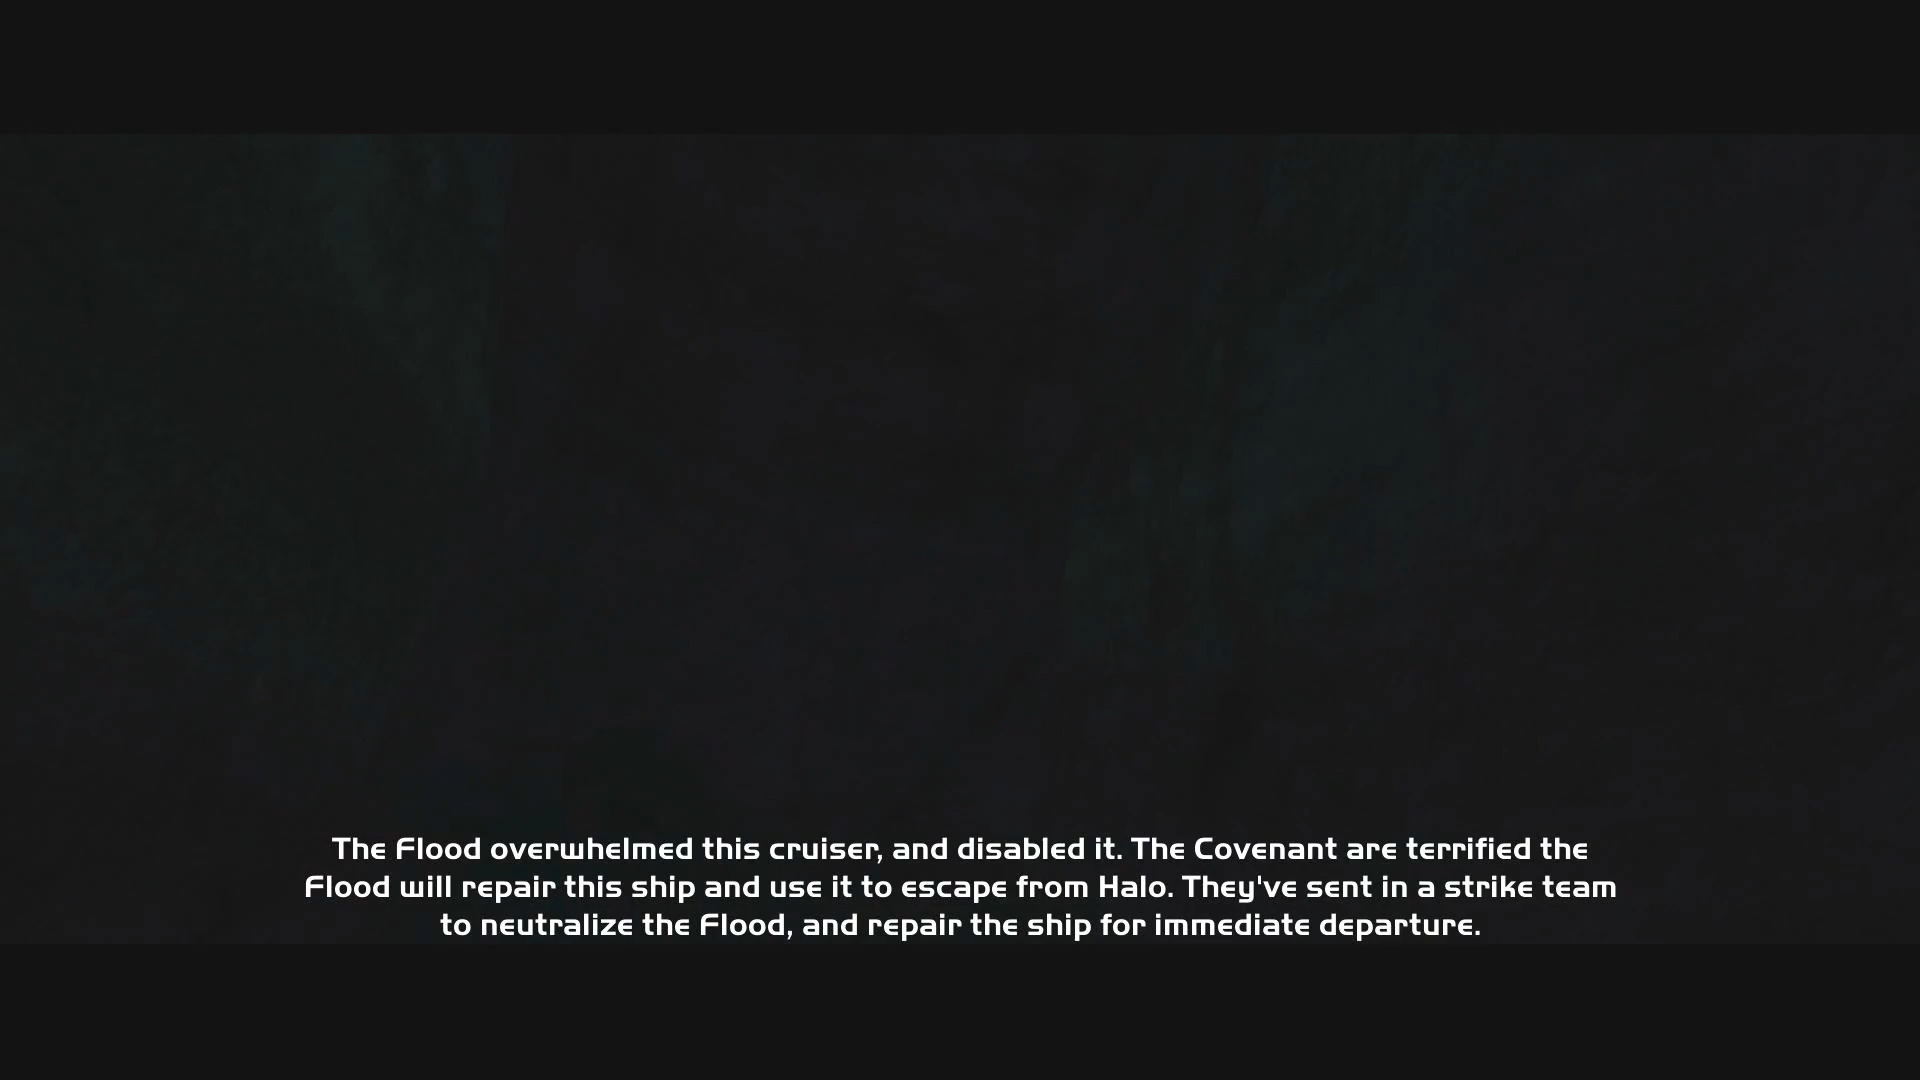 The Flood overwhelmed this cruiser, and disabled it. The Covenant are terrified the
Flood will repair this ship and use it to escape from Halo. They've sent in a strike team
to neutralize the Flood, and repair the ship for immediate departure.